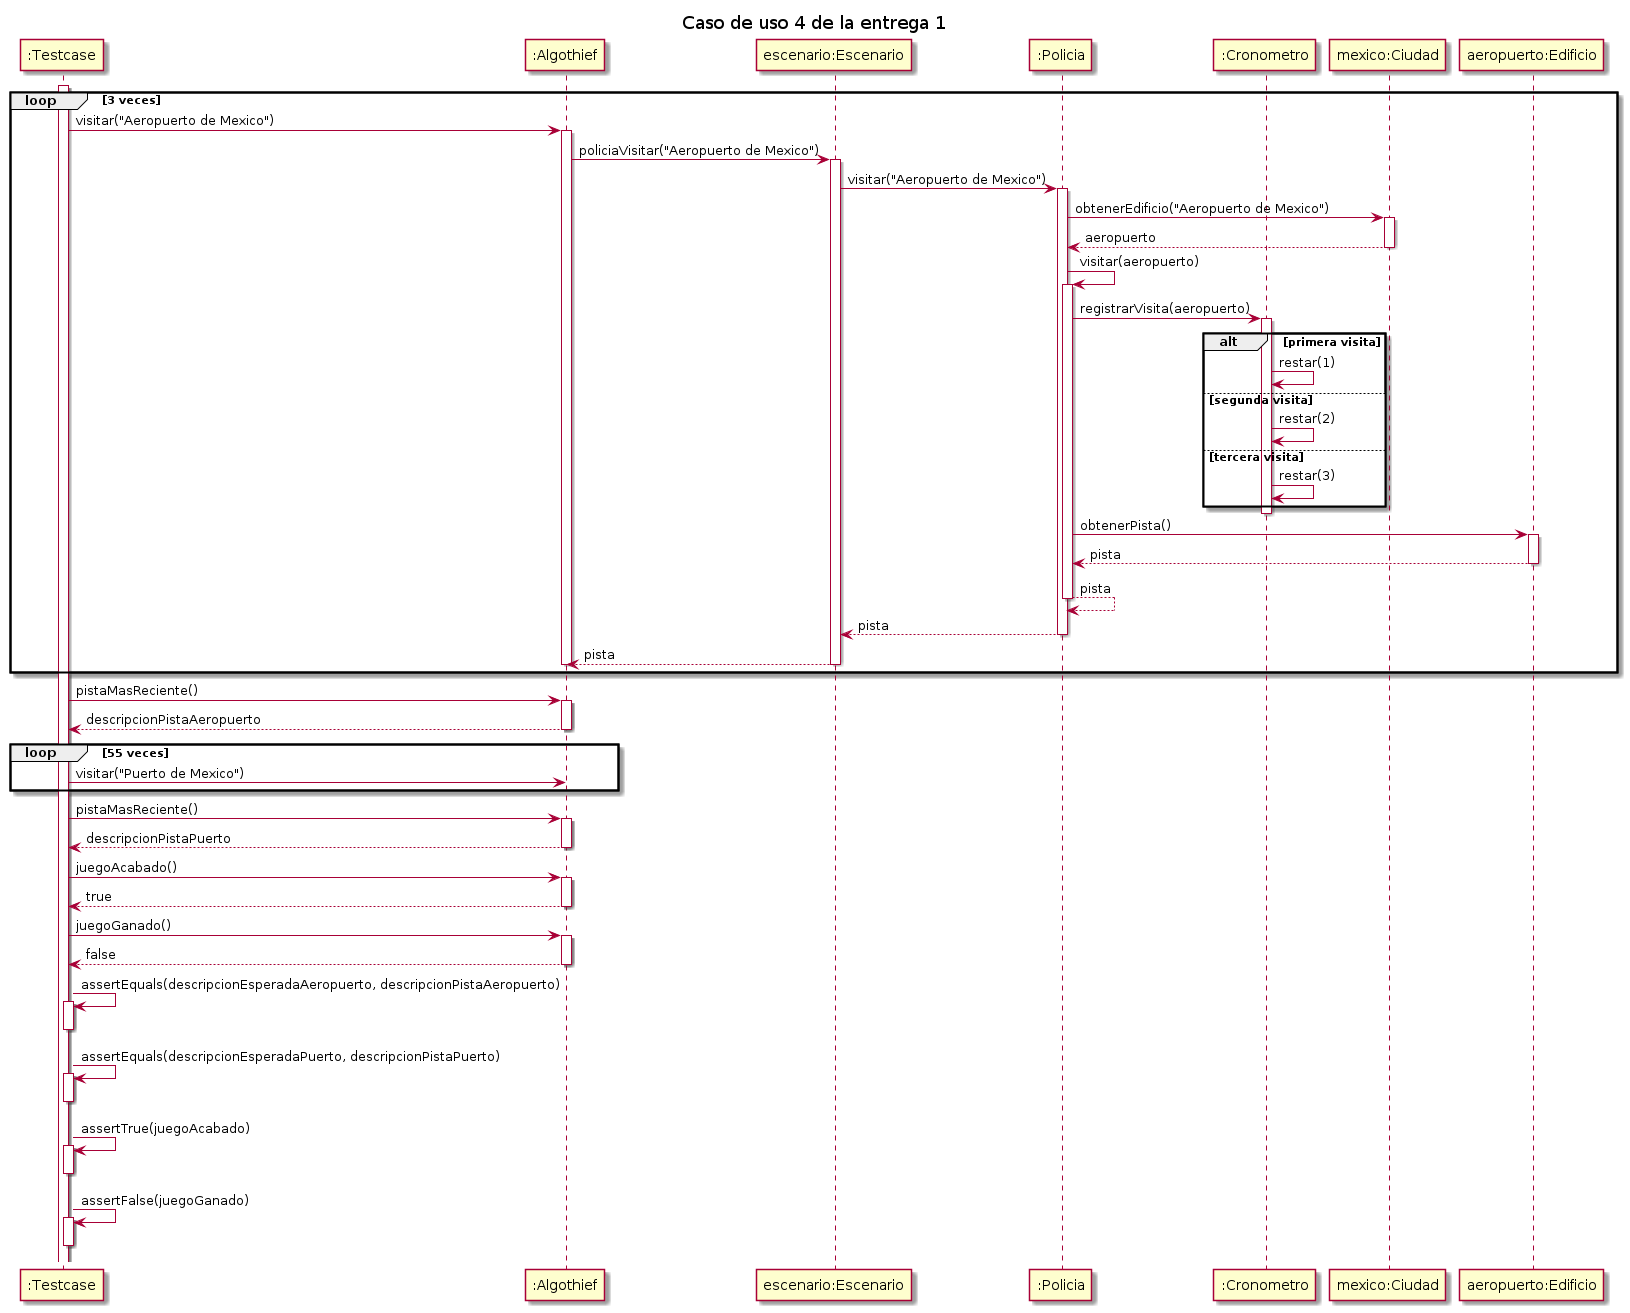 Caso de uso 4 de la entrega 1
:Testcase :Algothief escenario:Escenario :Policia :Cronometro mexico:Ciudad aeropuerto:Edificio
loop [3 veces]
visitar("Aeropuerto de Mexico")
policiaVisitar("Aeropuerto de Mexico")
visitar("Aeropuerto de Mexico")
obtenerEdificio("Aeropuerto de Mexico")
aeropuerto
visitar(aeropuerto)
registrarVisita(aeropuerto)
alt [primera visita]
restar(1)
[segunda visita]
restar(2)
[tercera visita]
restar(3)
obtenerPista()
pista
pista
pista
pista
pistaMasReciente()
descripcionPistaAeropuerto
loop [55 veces]
visitar("Puerto de Mexico")
pistaMasReciente()
descripcionPistaPuerto
juegoAcabado()
true
juegoGanado()
false
assertEquals(descripcionEsperadaAeropuerto, descripcionPistaAeropuerto)
assertEquals(descripcionEsperadaPuerto, descripcionPistaPuerto)
assertTrue(juegoAcabado)
assertFalse(juegoGanado)
:Testcase :Algothief escenario:Escenario :Policia :Cronometro mexico:Ciudad aeropuerto:Edificio